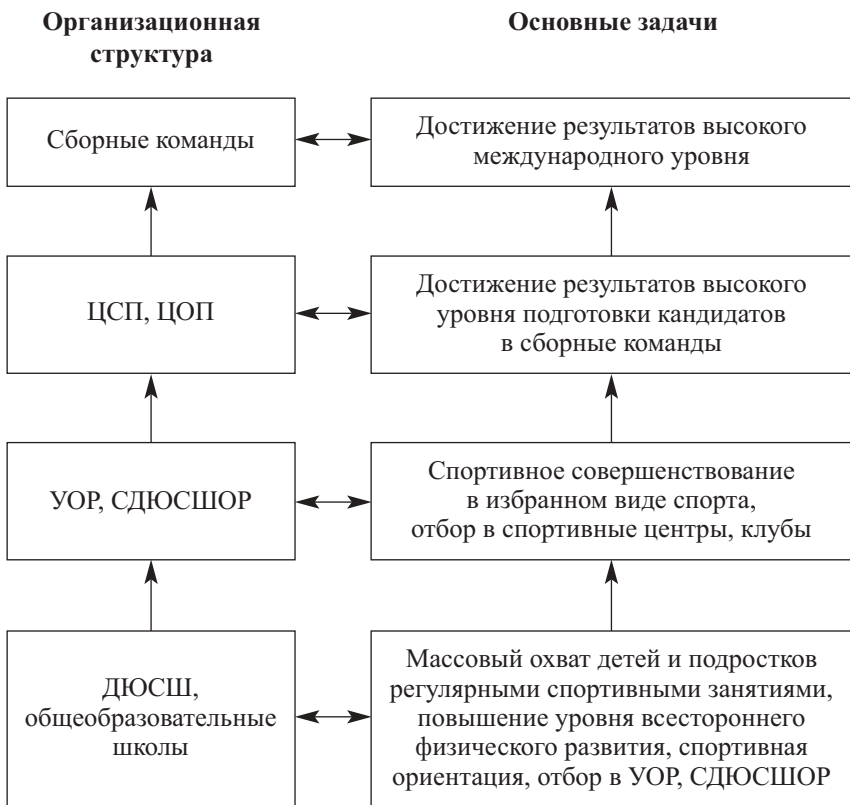 Организационная
структура
Основные задачи
Сборные команды
Достижение результатов высокого
международного уровня
ЦСП, ЦОП
Достижение результатов высокого
уровня подготовки кандидатов
в сборные команды
УОР, СДЮСШОР
Спортивное совершенствование
в избранном виде спорта,
отбор в спортивные центры, клубы
ДЮСШ,
общеобразовательные
школы
Массовый охват детей и подростков
регулярными спортивными занятиями,
повышение уровня всестороннего
физического развития, спортивная
ориентация, отбор в УОР, СДЮСШОР